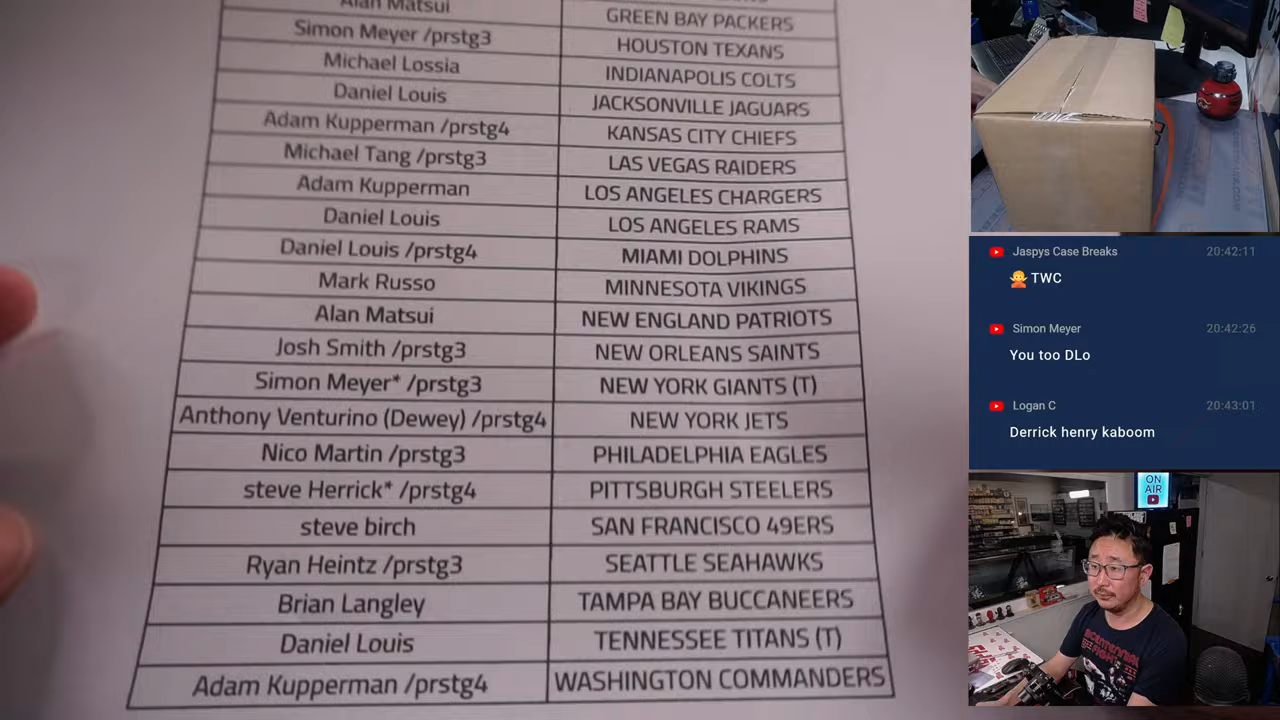 Alan Matsui GREEN BAY PACKERS
Simon Meyer /prstg3 HOUSTON TEXANS
Michael Lossia INDIANAPOLIS COLTS
Daniel Louis JACKSONVILLE JAGUARS
Adam Kupperman /prstg4 KANSAS CITY CHIEFS
Michael Tang /prstg3 LAS VEGAS RAIDERS
Adam Kupperman LOS ANGELES CHARGERS
Daniel Louis LOS ANGELES RAMS
Daniel Louis /prstg4 MIAMI DOLPHINS
Mark Russo MINNESOTA VIKINGS
Alan Matsui NEW ENGLAND PATRIOTS
Josh Smith /prstg3 NEW ORLEANS SAINTS
Simon Meyer* /prstg3 NEW YORK GIANTS (T)
Anthony Venturino (Dewey) /prstg4 NEW YORK JETS
Nico Martin /prstg3 PHILADELPHIA EAGLES
steve Herrick* /prstg4 PITTSBURGH STEELERS
steve birch SAN FRANCISCO 49ERS
Ryan Heintz /prstg3 SEATTLE SEAHAWKS
Brian Langley TAMPA BAY BUCCANEERS
Daniel Louis TENNESSEE TITANS (T)
Adam Kupperman /prstg4 WASHINGTON COMMANDERS
Jaspys Case Breaks 20:42:11
🙅 TWC
Simon Meyer 20:42:26
You too DLo
Logan C 20:43:01
Derrick henry kaboom
ON
AIR